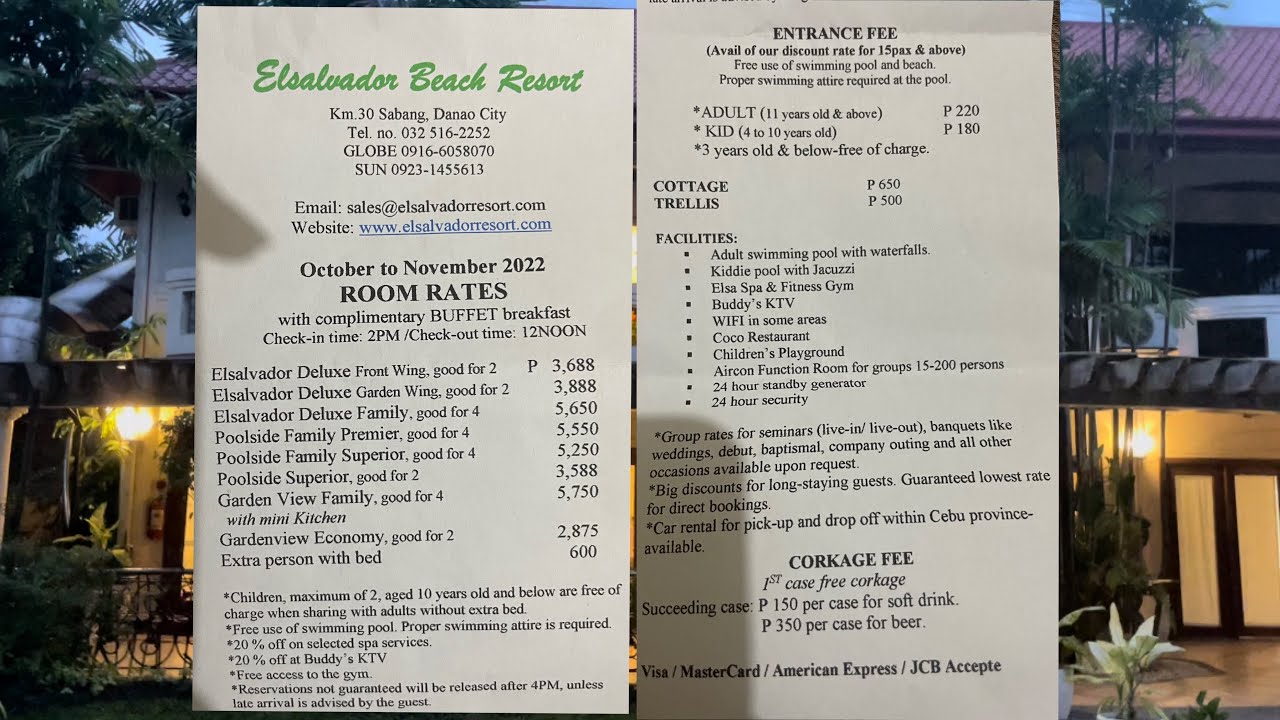 Elsalvador Beach Resort
Km.30 Sabang, Danao City
Tel. no. 032 516-2252
GLOBE 0916-6058070
SUN 0923-1455613
Email: sales@elsalvadorresort.com
Website: www.elsalvadorresort.com
October to November 2022
ROOM RATES
with complimentary BUFFET breakfast
Check-in time: 2PM /Check-out time: 12NOON
Elsalvador Deluxe Front Wing, good for 2 P 3,688
Elsalvador Deluxe Garden Wing, good for 2 3,888
Elsalvador Deluxe Family, good for 4 5,650
Poolside Family Premier, good for 4 5,550
Poolside Family Superior, good for 4 5,250
Poolside Superior, good for 2 3,588
Garden View Family, good for 4 5,750
with mini Kitchen
Gardenview Economy, good for 2 2,875
Extra person with bed 600
*Children, maximum of 2, aged 10 years old and below are free of
charge when sharing with adults without extra bed.
*Free use of swimming pool. Proper swimming attire is required.
*20 % off on selected spa services.
*20 % off at Buddy's KTV
*Free access to the gym.
*Reservations not guaranteed will be released after 4PM, unless
late arrival is advised by the guest.
ENTRANCE FEE
(Avail of our discount rate for 15pax & above)
Free use of swimming pool and beach.
Proper swimming attire required at the pool.
*ADULT (11 years old & above) P 220
* KID (4 to 10 years old) P 180
*3 years old & below-free of charge.
COTTAGE P 650
TRELLIS P 500
FACILITIES:
▪ Adult swimming pool with waterfalls.
▪ Kiddie pool with Jacuzzi
▪ Elsa Spa & Fitness Gym
▪ Buddy's KTV
▪ WIFI in some areas
▪ Coco Restaurant
▪ Children's Playground
▪ Aircon Function Room for groups 15-200 persons
▪ 24 hour standby generator
▪ 24 hour security
*Group rates for seminars (live-in/ live-out), banquets like
weddings, debut, baptismal, company outing and all other
occasions available upon request.
*Big discounts for long-staying guests. Guaranteed lowest rate
for direct bookings.
*Car rental for pick-up and drop off within Cebu province-
available.
CORKAGE FEE
1ST case free corkage
Succeeding case: P 150 per case for soft drink.
P 350 per case for beer.
Visa / MasterCard / American Express / JCB Accepte